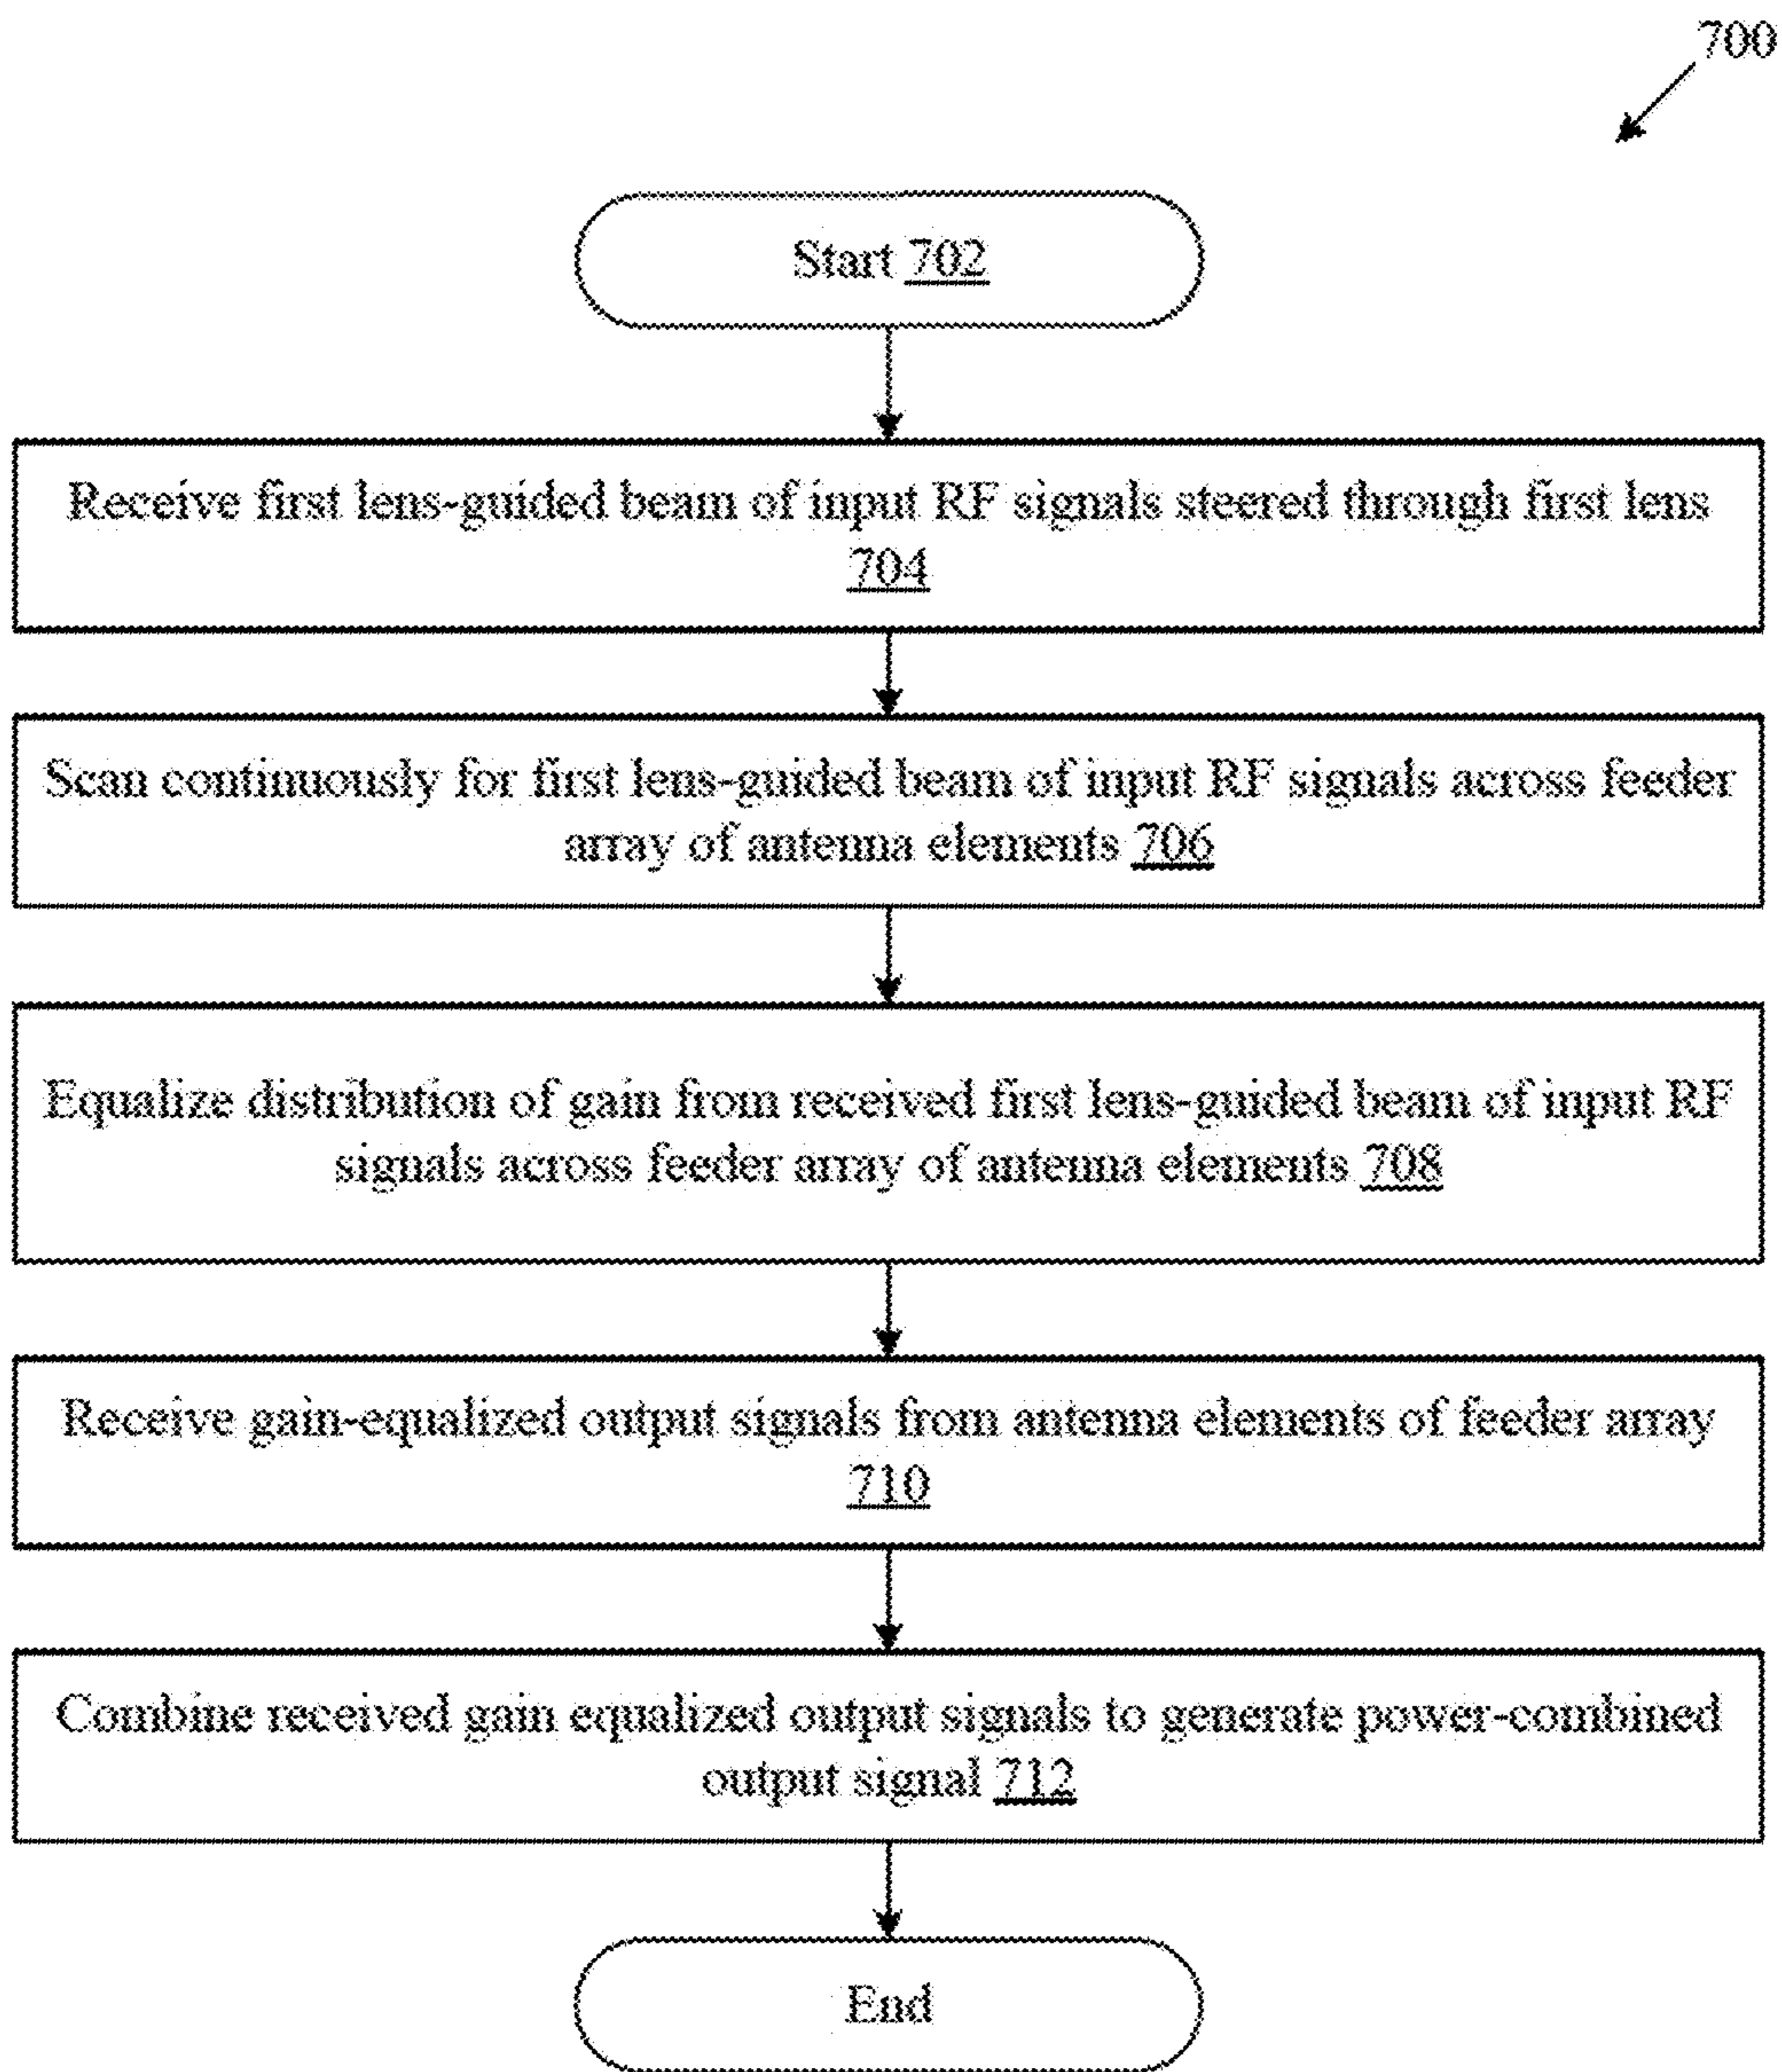 700
Start 702
Receive first lens-guided beam of input RF signals steered through first lens
704
Scan continuously for first lens-guided beam of input RF signals across feeder
array of antenna elements 706
Equalize distribution of gain from received first lens-guided beam of input RF
signals across feeder array of antenna elements 708
Receive gain-equalized output signals from antenna elements of feeder array
710
Combine received gain equalized output signals to generate power-combined
output signal 712
End